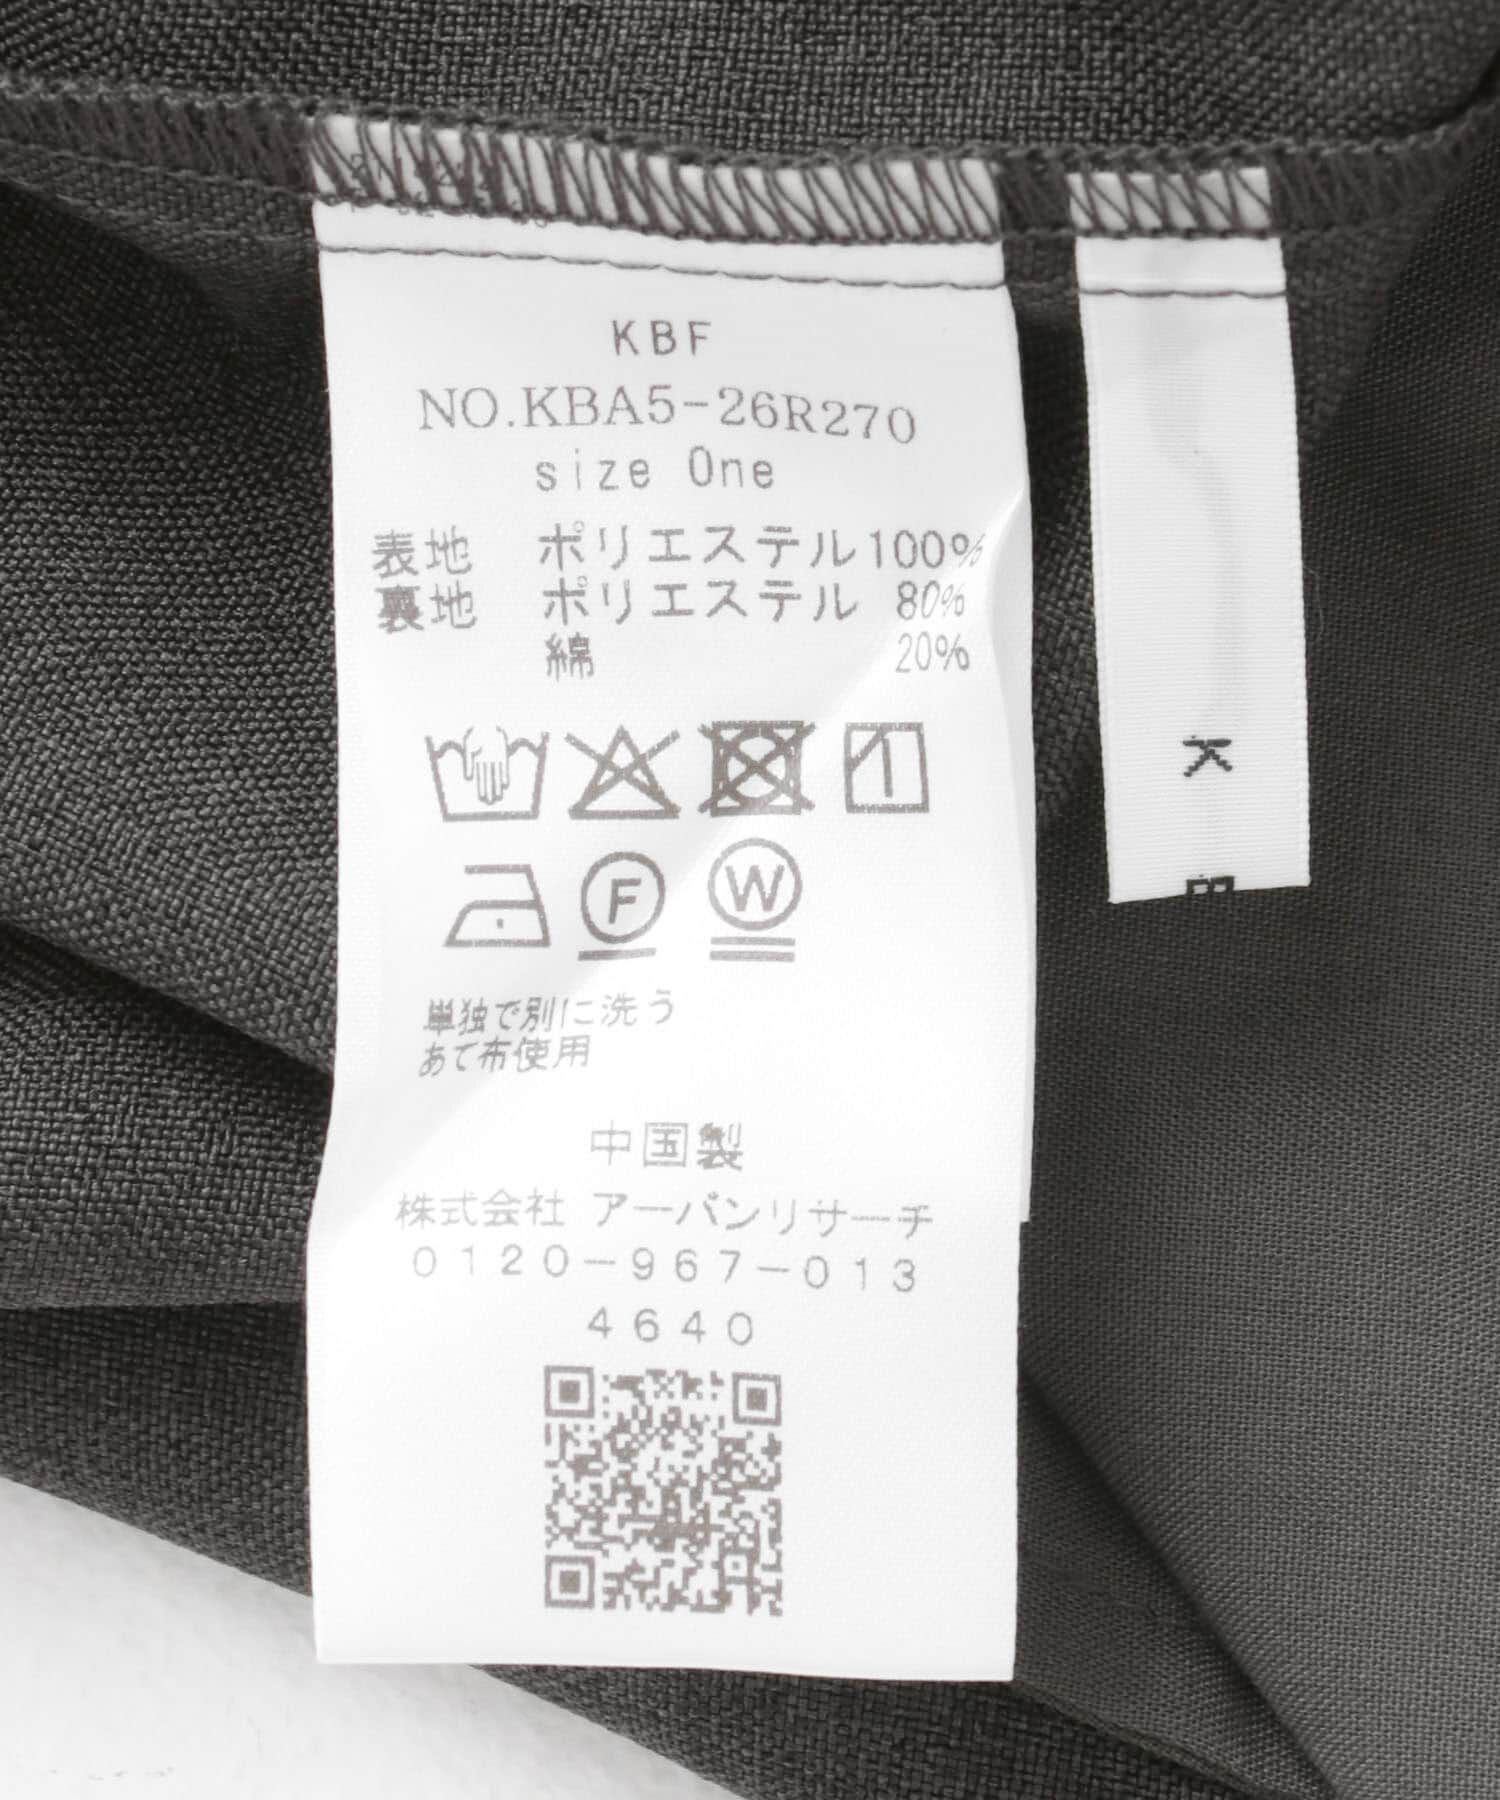 KBF
NO.KBA5-26R270
size One
表地 ポリエステル100%
裏地 ポリエステル 80%
綿 20%
F W
単独で別に洗う
あて布使用
中国製
株式会社 アーバンリサーチ
0120-967-013
4640
K
B